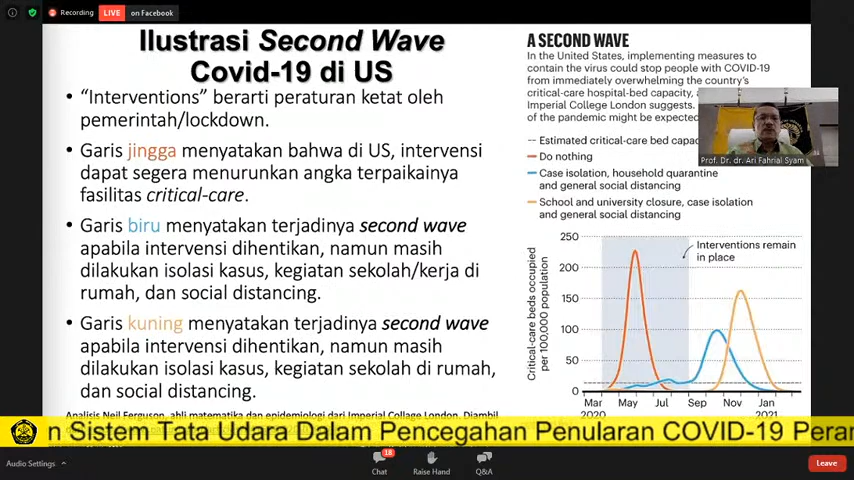 Recording
LIVE
on Facebook
Ilustrasi Second Wave
Covid-19 di US
• “Interventions” berarti peraturan ketat oleh
pemerintah/lockdown.
• Garis jingga menyatakan bahwa di US, intervensi
dapat segera menurunkan angka terpaikainya
fasilitas critical-care.
• Garis biru menyatakan terjadinya second wave
apabila intervensi dihentikan, namun masih
dilakukan isolasi kasus, kegiatan sekolah/kerja di
rumah, dan social distancing.
• Garis kuning menyatakan terjadinya second wave
apabila intervensi dihentikan, namun masih
dilakukan isolasi kasus, kegiatan sekolah di rumah,
dan social distancing.
Analisis Neil Ferguson, ahli matematika dan epidemiologi dari Imperial Collage London. Diambil
A SECOND WAVE
In the United States, implementing measures to
contain the virus could stop people with COVID-19
from immediately overwhelming the country's
critical-care hospital-bed capacity,
Imperial College London suggests.
of the pandemic might be expected
Prof. Dr. dr. Ari Fahrial Syam
Estimated critical-care bed capac
Do nothing
Case isolation, household quarantine
and general social distancing
School and university closure, case isolation
and general social distancing
Critical-care beds occupied
per 100,000 population
250
200
150
100
50
0
Interventions remain
in place
Mar May Jul Sep Nov Jan
2020 2021
n Sistem Tata Udara Dalam Pencegahan Penularan COVID-19 Peran
Audio Settings
18
Chat
Raise Hand
Q&A
Leave